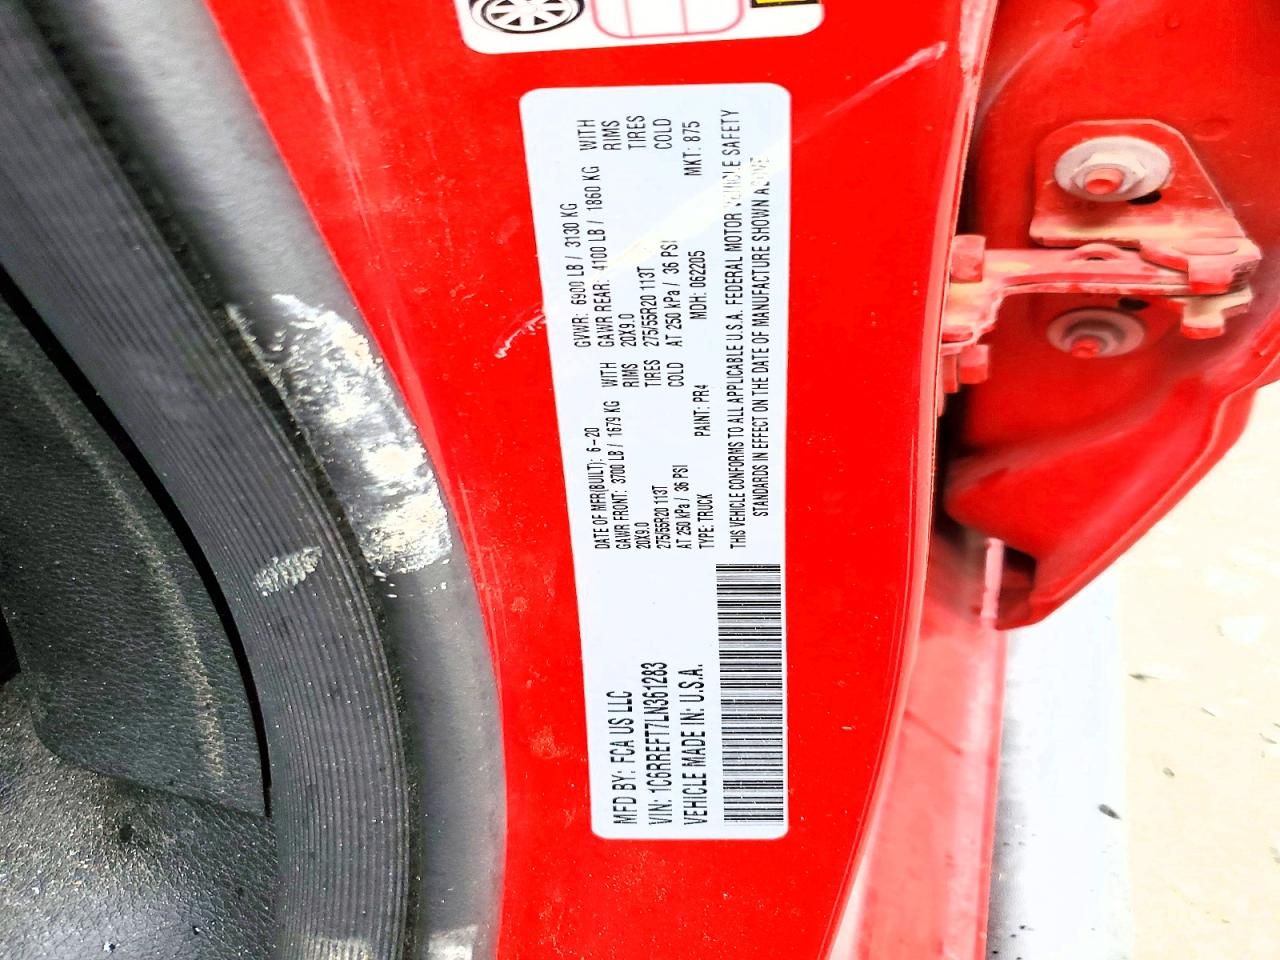 MFD BY: FCA US LLC
VIN: 1C6RREFT7LN361283
VEHICLE MADE IN: U.S.A.
DATE OF MFR(BUILT): 6-20
GAWR FRONT: 3700 LB / 1679 KG WITH
20X9.0 RIMS
275/55R20 113T TIRES
AT 250 kPa / 36 PSI COLD
TYPE: TRUCK PAINT: PR4
GVWR: 6900 LB / 3130 KG
GAWR REAR: 4100 LB / 1860 KG WITH
20X9.0 RIMS
275/55R20 113T TIRES
AT 250 kPa / 36 PSI COLD
MDH: 062205 MKT: 875
THIS VEHICLE CONFORMS TO ALL APPLICABLE U.S.A. FEDERAL MOTOR VEHICLE SAFETY
STANDARDS IN EFFECT ON THE DATE OF MANUFACTURE SHOWN ABOVE